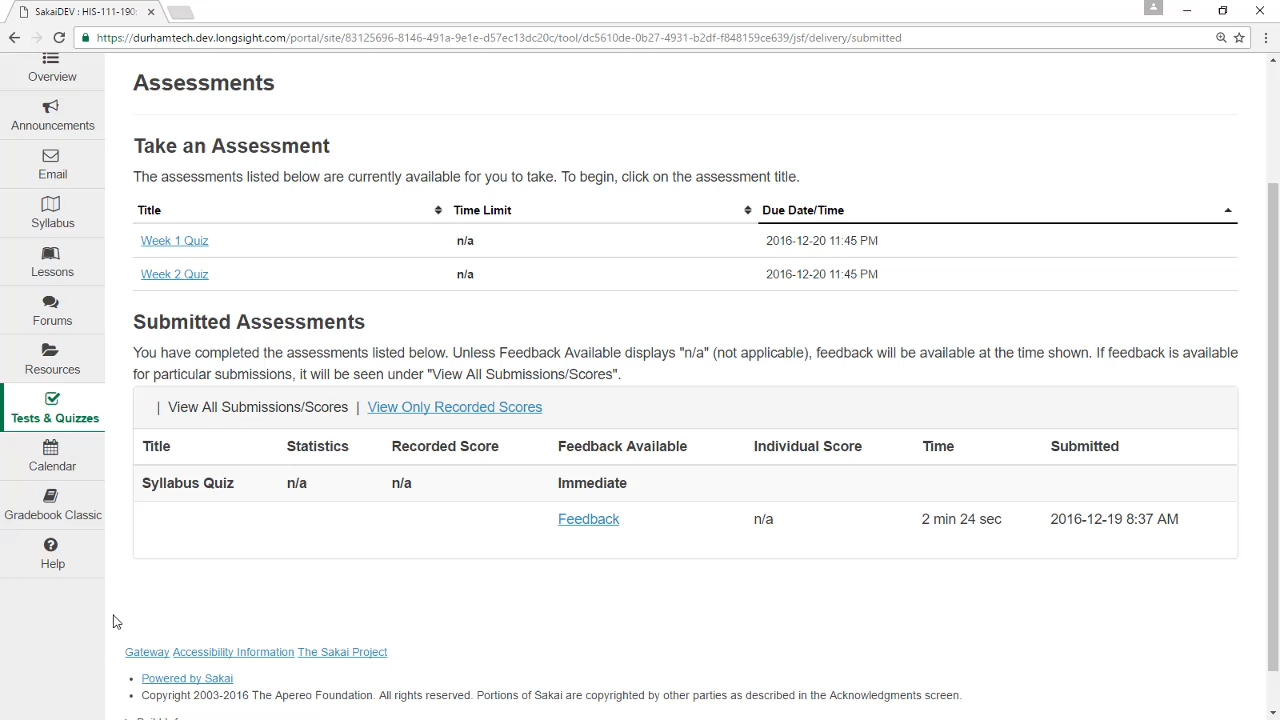 SakaiDEV : HIS-111-190
https://durhamtech.dev.longsight.com/portal/site/83125696-8146-491a-9e1e-d57ec13dc20c/tool/dc5610de-0b27-4931-b2df-f848159ce639/jsf/delivery/submitted
Overview
Announcements
Email
Syllabus
Lessons
Forums
Resources
Tests & Quizzes
Calendar
Gradebook Classic
Help
Assessments
Take an Assessment
The assessments listed below are currently available for you to take. To begin, click on the assessment title.
Title Time Limit Due Date/Time
Week 1 Quiz n/a 2016-12-20 11:45 PM
Week 2 Quiz n/a 2016-12-20 11:45 PM
Submitted Assessments
You have completed the assessments listed below. Unless Feedback Available displays "n/a" (not applicable), feedback will be available at the time shown. If feedback is available
for particular submissions, it will be seen under "View All Submissions/Scores".
| View All Submissions/Scores | View Only Recorded Scores
Title Statistics Recorded Score Feedback Available Individual Score Time Submitted
Syllabus Quiz n/a n/a Immediate
Feedback n/a 2 min 24 sec 2016-12-19 8:37 AM
Gateway Accessibility Information The Sakai Project
• Powered by Sakai
• Copyright 2003-2016 The Apereo Foundation. All rights reserved. Portions of Sakai are copyrighted by other parties as described in the Acknowledgments screen.